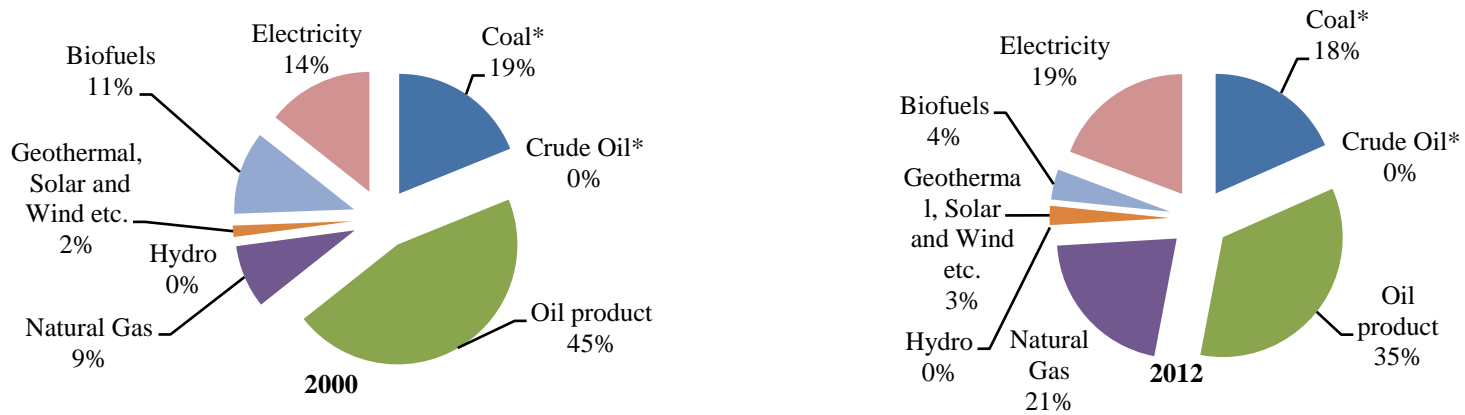 Electricity
14%
Coal*
19%
Biofuels
11%
Crude Oil*
0%
Geothermal,
Solar and
Wind etc.
2%
Hydro
0%
Natural Gas
9%
Oil product
45%
2000
Electricity
19%
Coal*
18%
Biofuels
4%
Crude Oil*
0%
Geotherma
l, Solar
and Wind
etc.
3%
Hydro
0%
Natural
Gas
21%
Oil
product
35%
2012